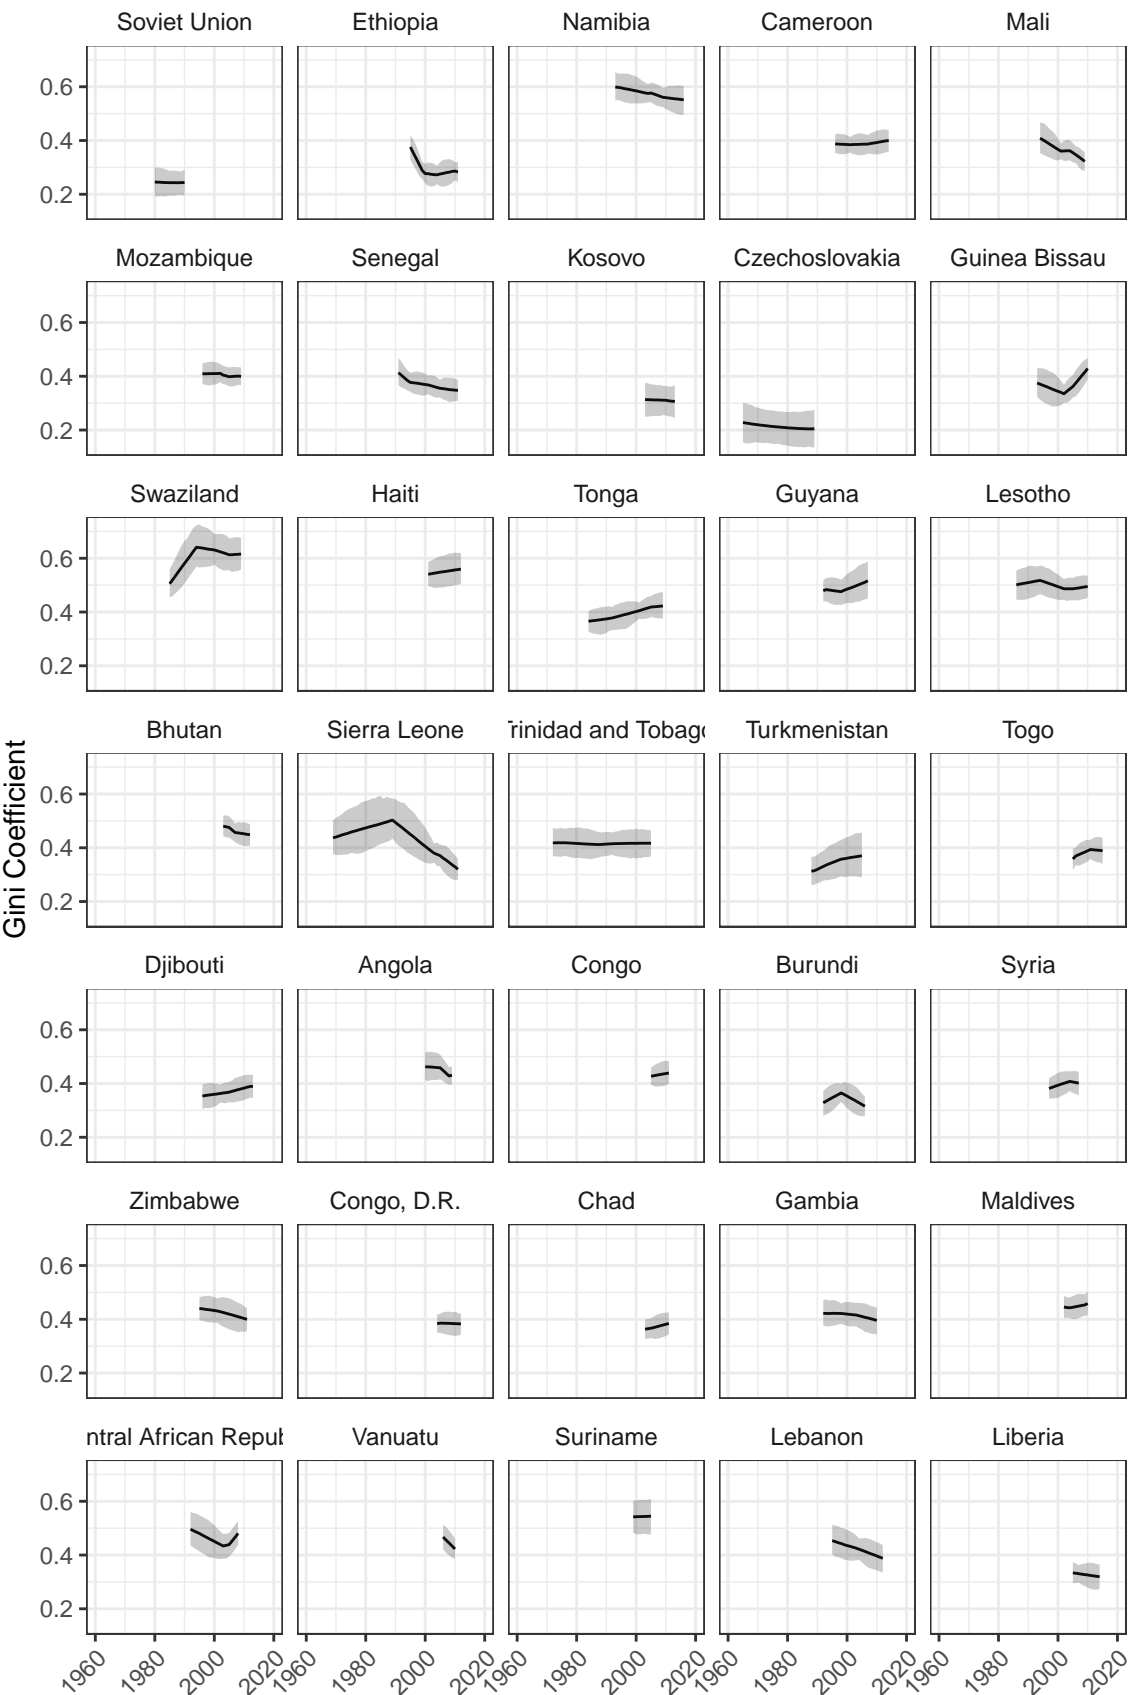 Soviet Union Ethiopia Namibia Cameroon Mali
0.6
0.4
0.2
Mozambique Senegal Kosovo Czechoslovakia Guinea Bissau
0.6
0.4
0.2
Swaziland Haiti Tonga Guyana Lesotho
0.6
0.4
0.2
Bhutan Sierra Leone Trinidad and Tobago Turkmenistan Togo
0.6
0.4
0.2
Gini Coefficient
Djibouti Angola Congo Burundi Syria
0.6
0.4
0.2
Zimbabwe Congo, D.R. Chad Gambia Maldives
0.6
0.4
0.2
ntral African Repub Vanuatu Suriname Lebanon Liberia
0.6
0.4
0.2
1960 1980 2000 2020 1960 1980 2000 2020 1960 1980 2000 2020 1960 1980 2000 2020 1960 1980 2000 2020